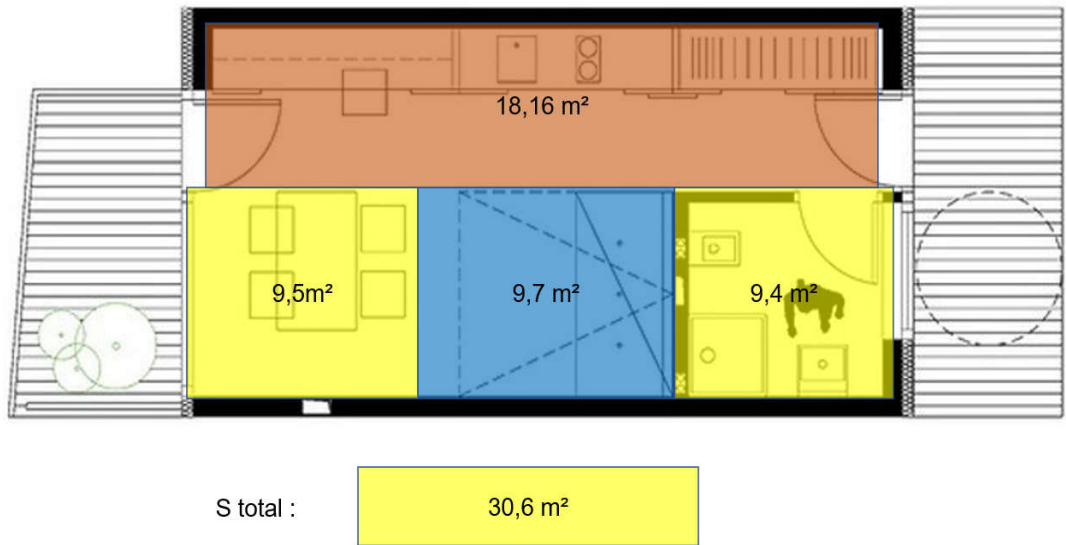 18,16 m²
9,5m²
9,7 m²
9,4 m²
S total :
30,6 m²